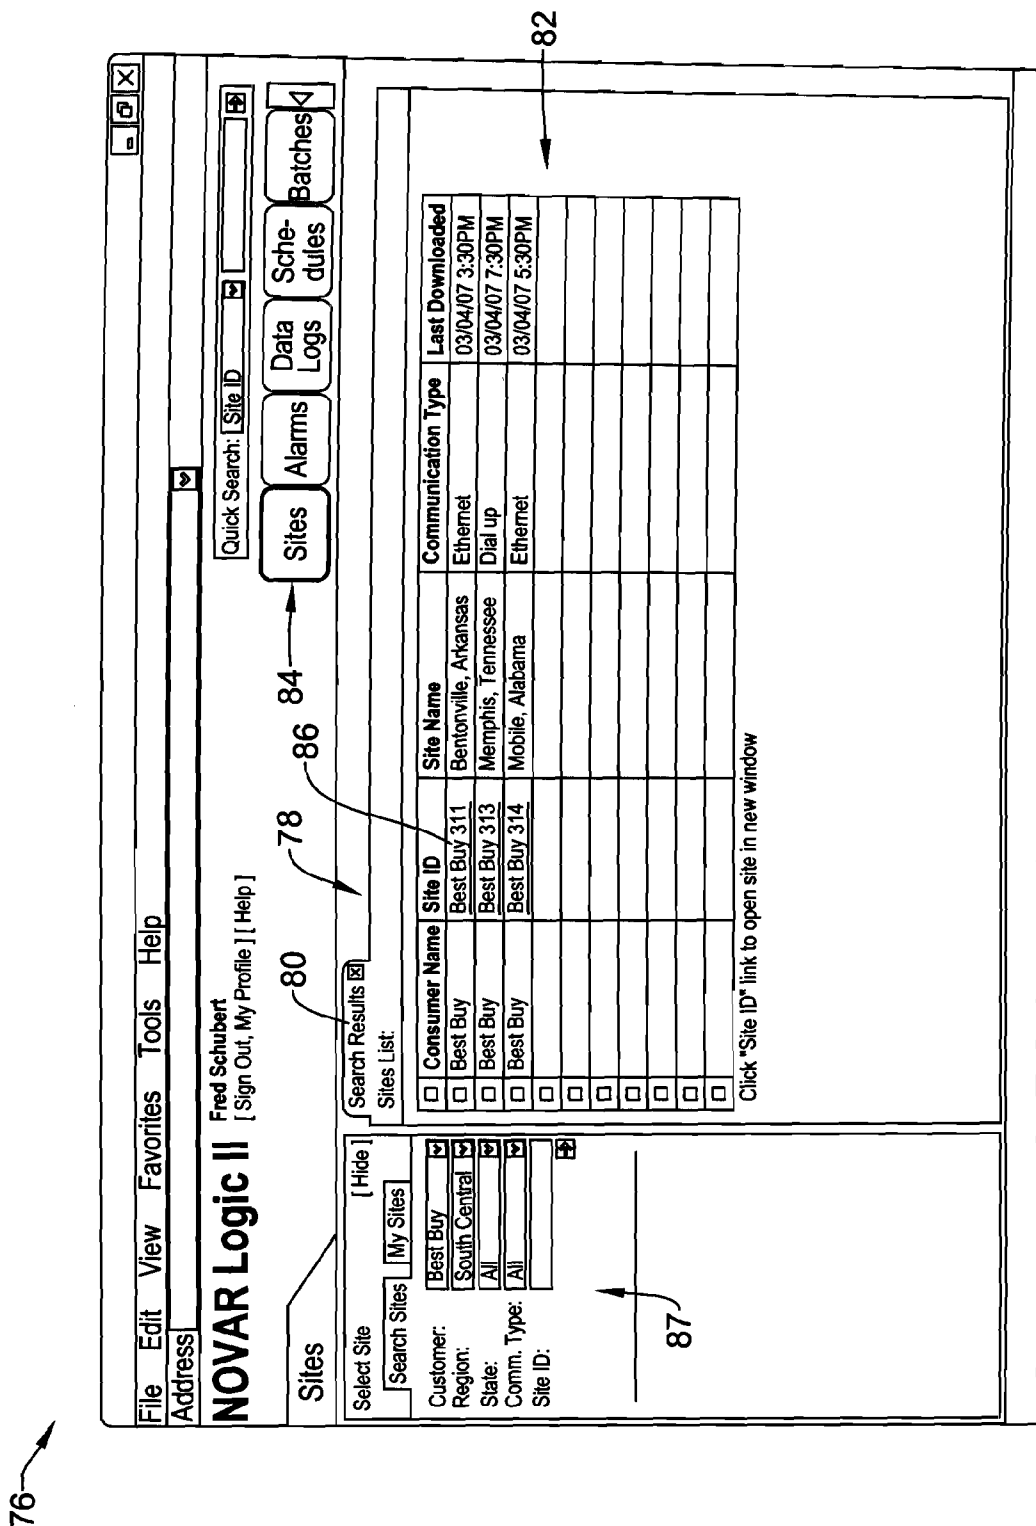 76
File Edit View Favorites Tools Help
Address
NOVAR Logic II
Fred Schubert
[ Sign Out, My Profile ] [ Help ]
Quick Search: Site ID
Sites
84
Sites
Alarms
Data Logs
Sche-dules
Batches
Select Site [ Hide ]
Search Sites My Sites
Customer: Best Buy
Region: South Central
State: All
Comm. Type: All
Site ID:
87
80
78
86
82
Search Results
Sites List:
Consumer Name Site ID Site Name Communication Type Last Downloaded
Best Buy Best Buy 311 Bentonville, Arkansas Ethernet 03/04/07 3:30PM
Best Buy Best Buy 313 Memphis, Tennessee Dial up 03/04/07 7:30PM
Best Buy Best Buy 314 Mobile, Alabama Ethernet 03/04/07 5:30PM
Click "Site ID" link to open site in new window